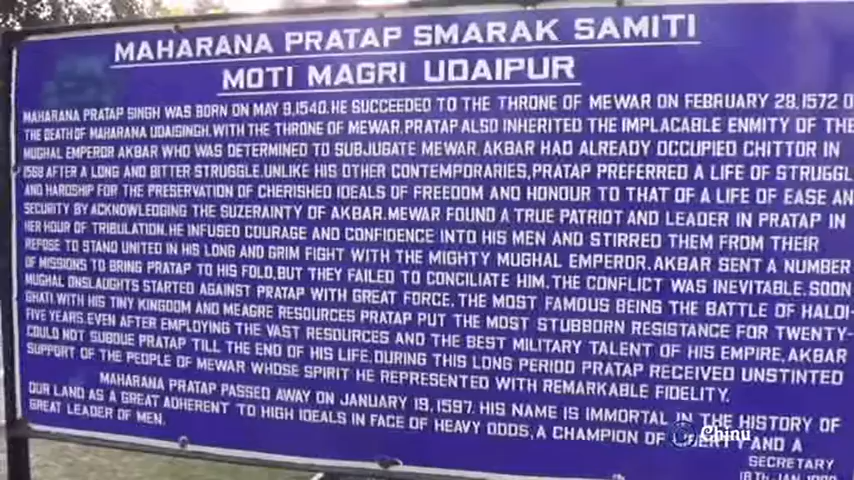 MAHARANA PRATAP SMARAK SAMITI
MOTI MAGRI UDAIPUR
MAHARANA PRATAP SINGH WAS BORN ON MAY 9,1540. HE SUCCEEDED TO THE THRONE OF MEWAR ON FEBRUARY 28,1572 O
THE DEATH OF MAHARANA UDAISINGH. WITH THE THRONE OF MEWAR, PRATAP ALSO INHERITED THE IMPLACABLE ENMITY OF THE
MUGHAL EMPEROR AKBAR WHO WAS DETERMINED TO SUBJUGATE MEWAR. AKBAR HAD ALREADY OCCUPIED CHITTOR IN
1568 AFTER A LONG AND BITTER STRUGGLE. UNLIKE HIS OTHER CONTEMPORARIES, PRATAP PREFERRED A LIFE OF STRUGGL
AND HARDSHIP FOR THE PRESERVATION OF CHERISHED IDEALS OF FREEDOM AND HONOUR TO THAT OF A LIFE OF EASE AN
SECURITY BY ACKNOWLEDGING THE SUZERAINTY OF AKBAR. MEWAR FOUND A TRUE PATRIOT AND LEADER IN PRATAP IN
HER HOUR OF TRIBULATION. HE INFUSED COURAGE AND CONFIDENCE INTO HIS MEN AND STIRRED THEM FROM THEIR
REPOSE TO STAND UNITED IN HIS LONG AND GRIM FIGHT WITH THE MIGHTY MUGHAL EMPEROR. AKBAR SENT A NUMBER
OF MISSIONS TO BRING PRATAP TO HIS FOLD, BUT THEY FAILED TO CONCILIATE HIM. THE CONFLICT WAS INEVITABLE. SOON
MUGHAL ONSLAUGHTS STARTED AGAINST PRATAP WITH GREAT FORCE, THE MOST FAMOUS BEING THE BATTLE OF HALDI-
GHATI WITH HIS TINY KINGDOM AND MEAGRE RESOURCES PRATAP PUT THE MOST STUBBORN RESISTANCE FOR TWENTY-
FIVE YEARS. EVEN AFTER EMPLOYING THE VAST RESOURCES AND THE BEST MILITARY TALENT OF HIS EMPIRE, AKBAR
COULD NOT SUBDUE PRATAP TILL THE END OF HIS LIFE. DURING THIS LONG PERIOD PRATAP RECEIVED UNSTINTED
SUPPORT OF THE PEOPLE OF MEWAR WHOSE SPIRIT HE REPRESENTED WITH REMARKABLE FIDELITY.
MAHARANA PRATAP PASSED AWAY ON JANUARY 19,1597. HIS NAME IS IMMORTAL IN THE HISTORY OF
OUR LAND AS A GREAT ADHERENT TO HIGH IDEALS IN FACE OF HEAVY ODDS, A CHAMPION OF LIBERTY AND A
GREAT LEADER OF MEN.
Chinu
SECRETARY
18TH JAN.